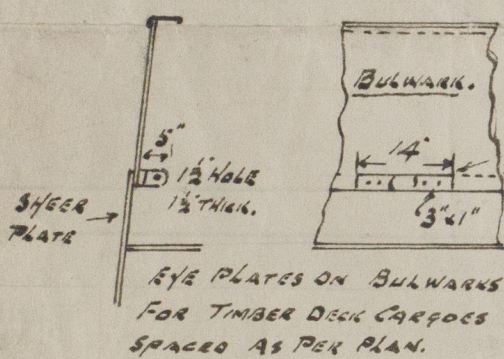 5"
1½" HOLE
1½" THICK.
SHEER
PLATE
BULWARK.
14"
3"x1"
EYE PLATES ON BULWARKS
FOR TIMBER DECK CARGOES
SPACED AS PER PLAN.